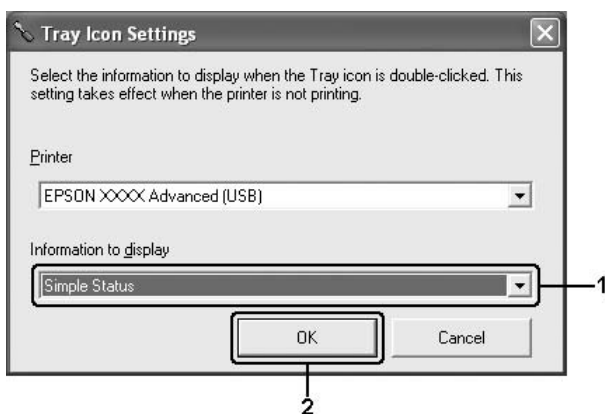 Tray Icon Settings
Select the information to display when the Tray icon is double-clicked. This
setting takes effect when the printer is not printing.
Printer
EPSON XXXX Advanced (USB)
Information to display
Simple Status
1
OK
Cancel
2